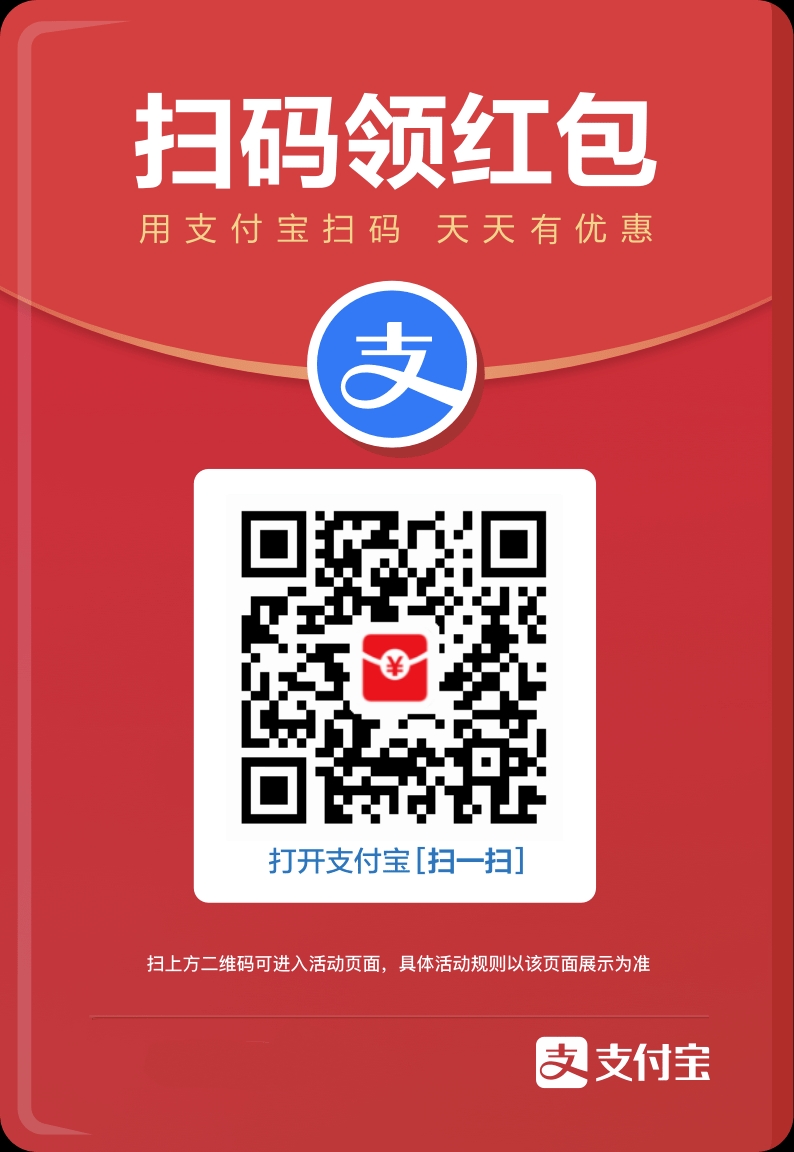 扫码领红包
用支付宝扫码 天天有优惠
支
¥
打开支付宝[扫一扫]
扫上方二维码可进入活动页面，具体活动规则以该页面展示为准
支 支付宝